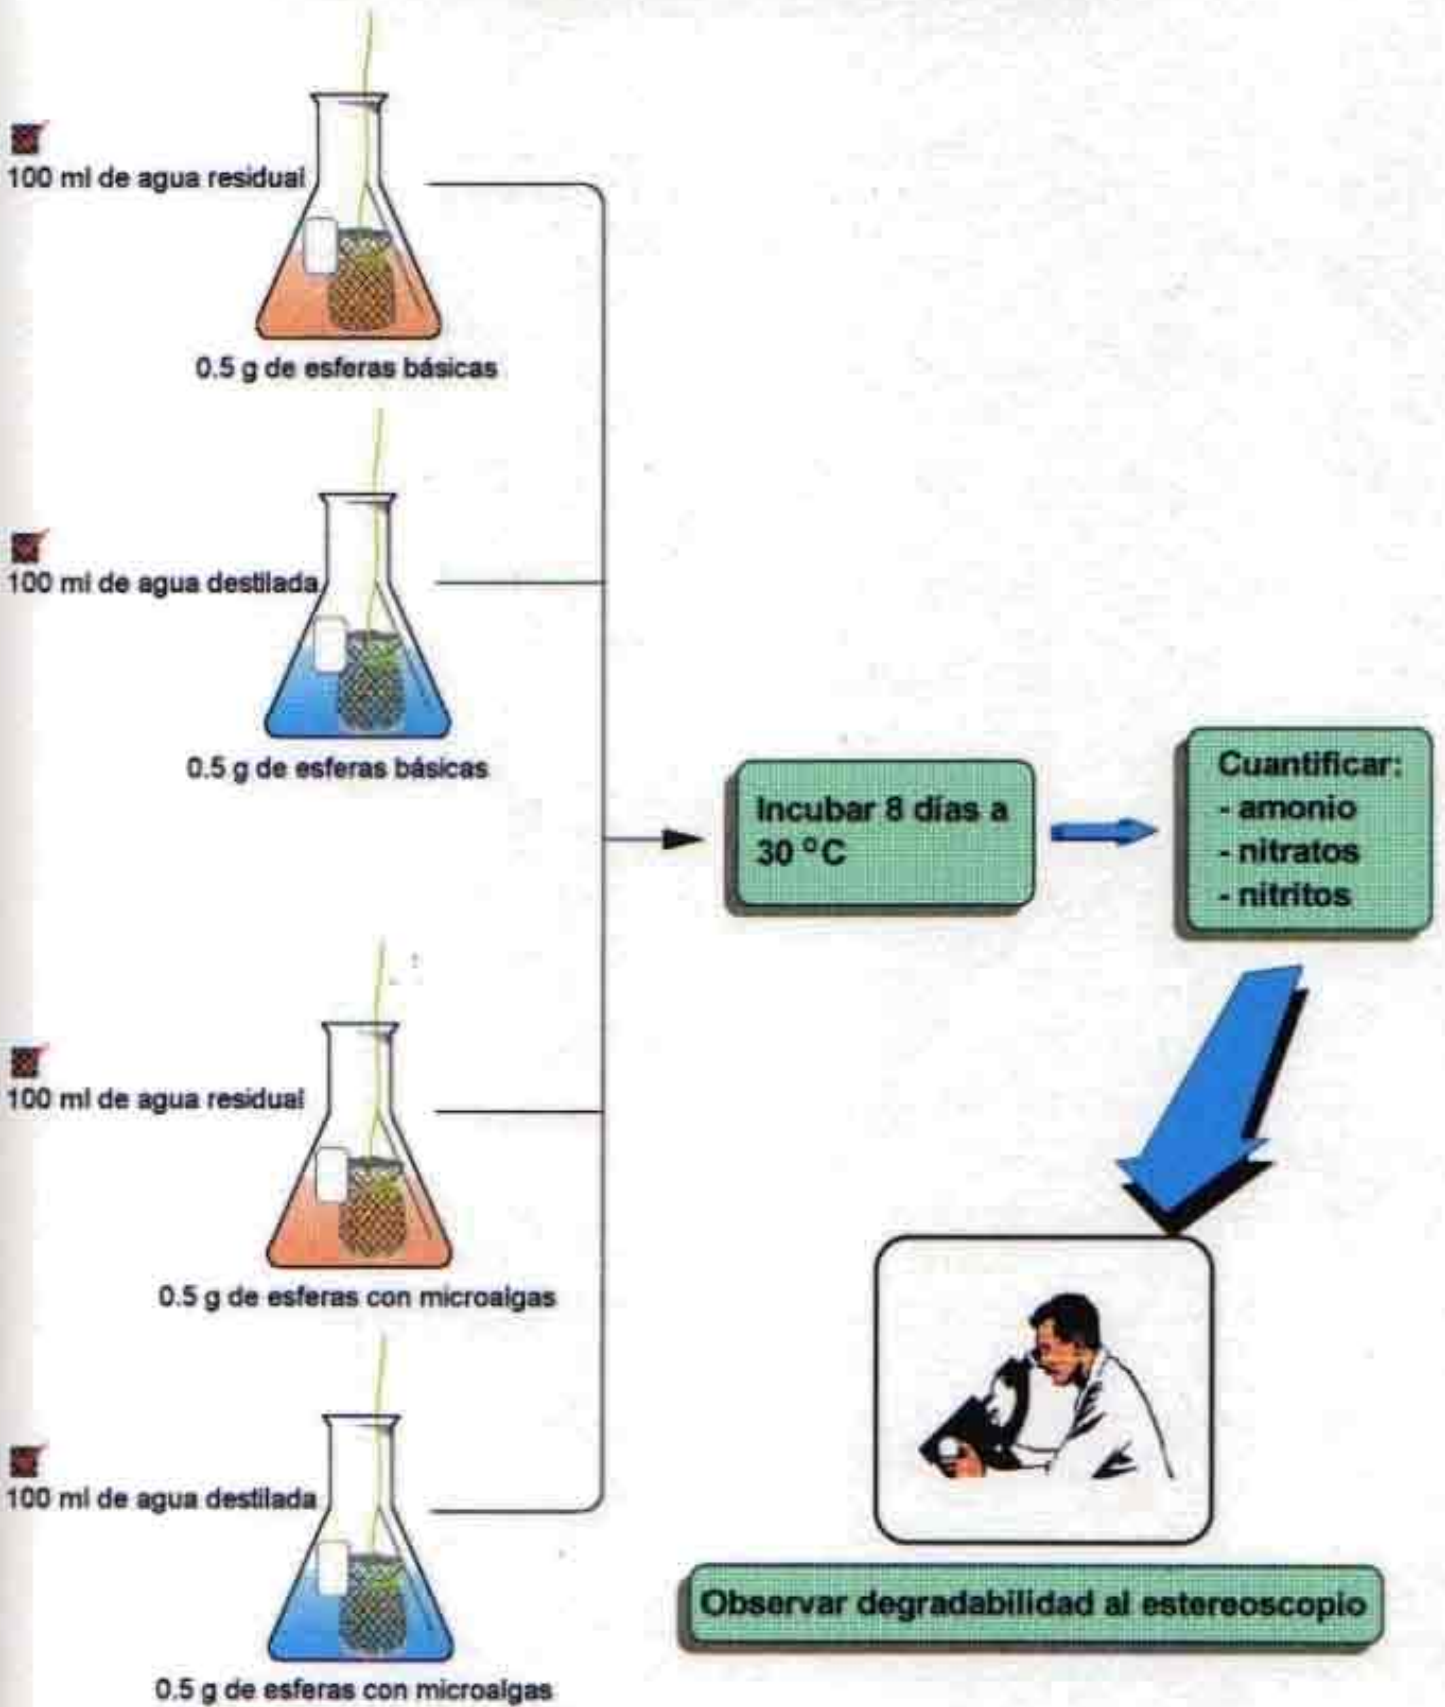 100 ml de agua residual
0.5 g de esferas básicas
100 ml de agua destilada
0.5 g de esferas básicas
100 ml de agua residual
0.5 g de esferas con microalgas
100 ml de agua destilada
0.5 g de esferas con microalgas
Incubar 8 días a
30 °C
Cuantificar:
- amonio
- nitratos
- nitritos
Observar degradabilidad al estereoscopio